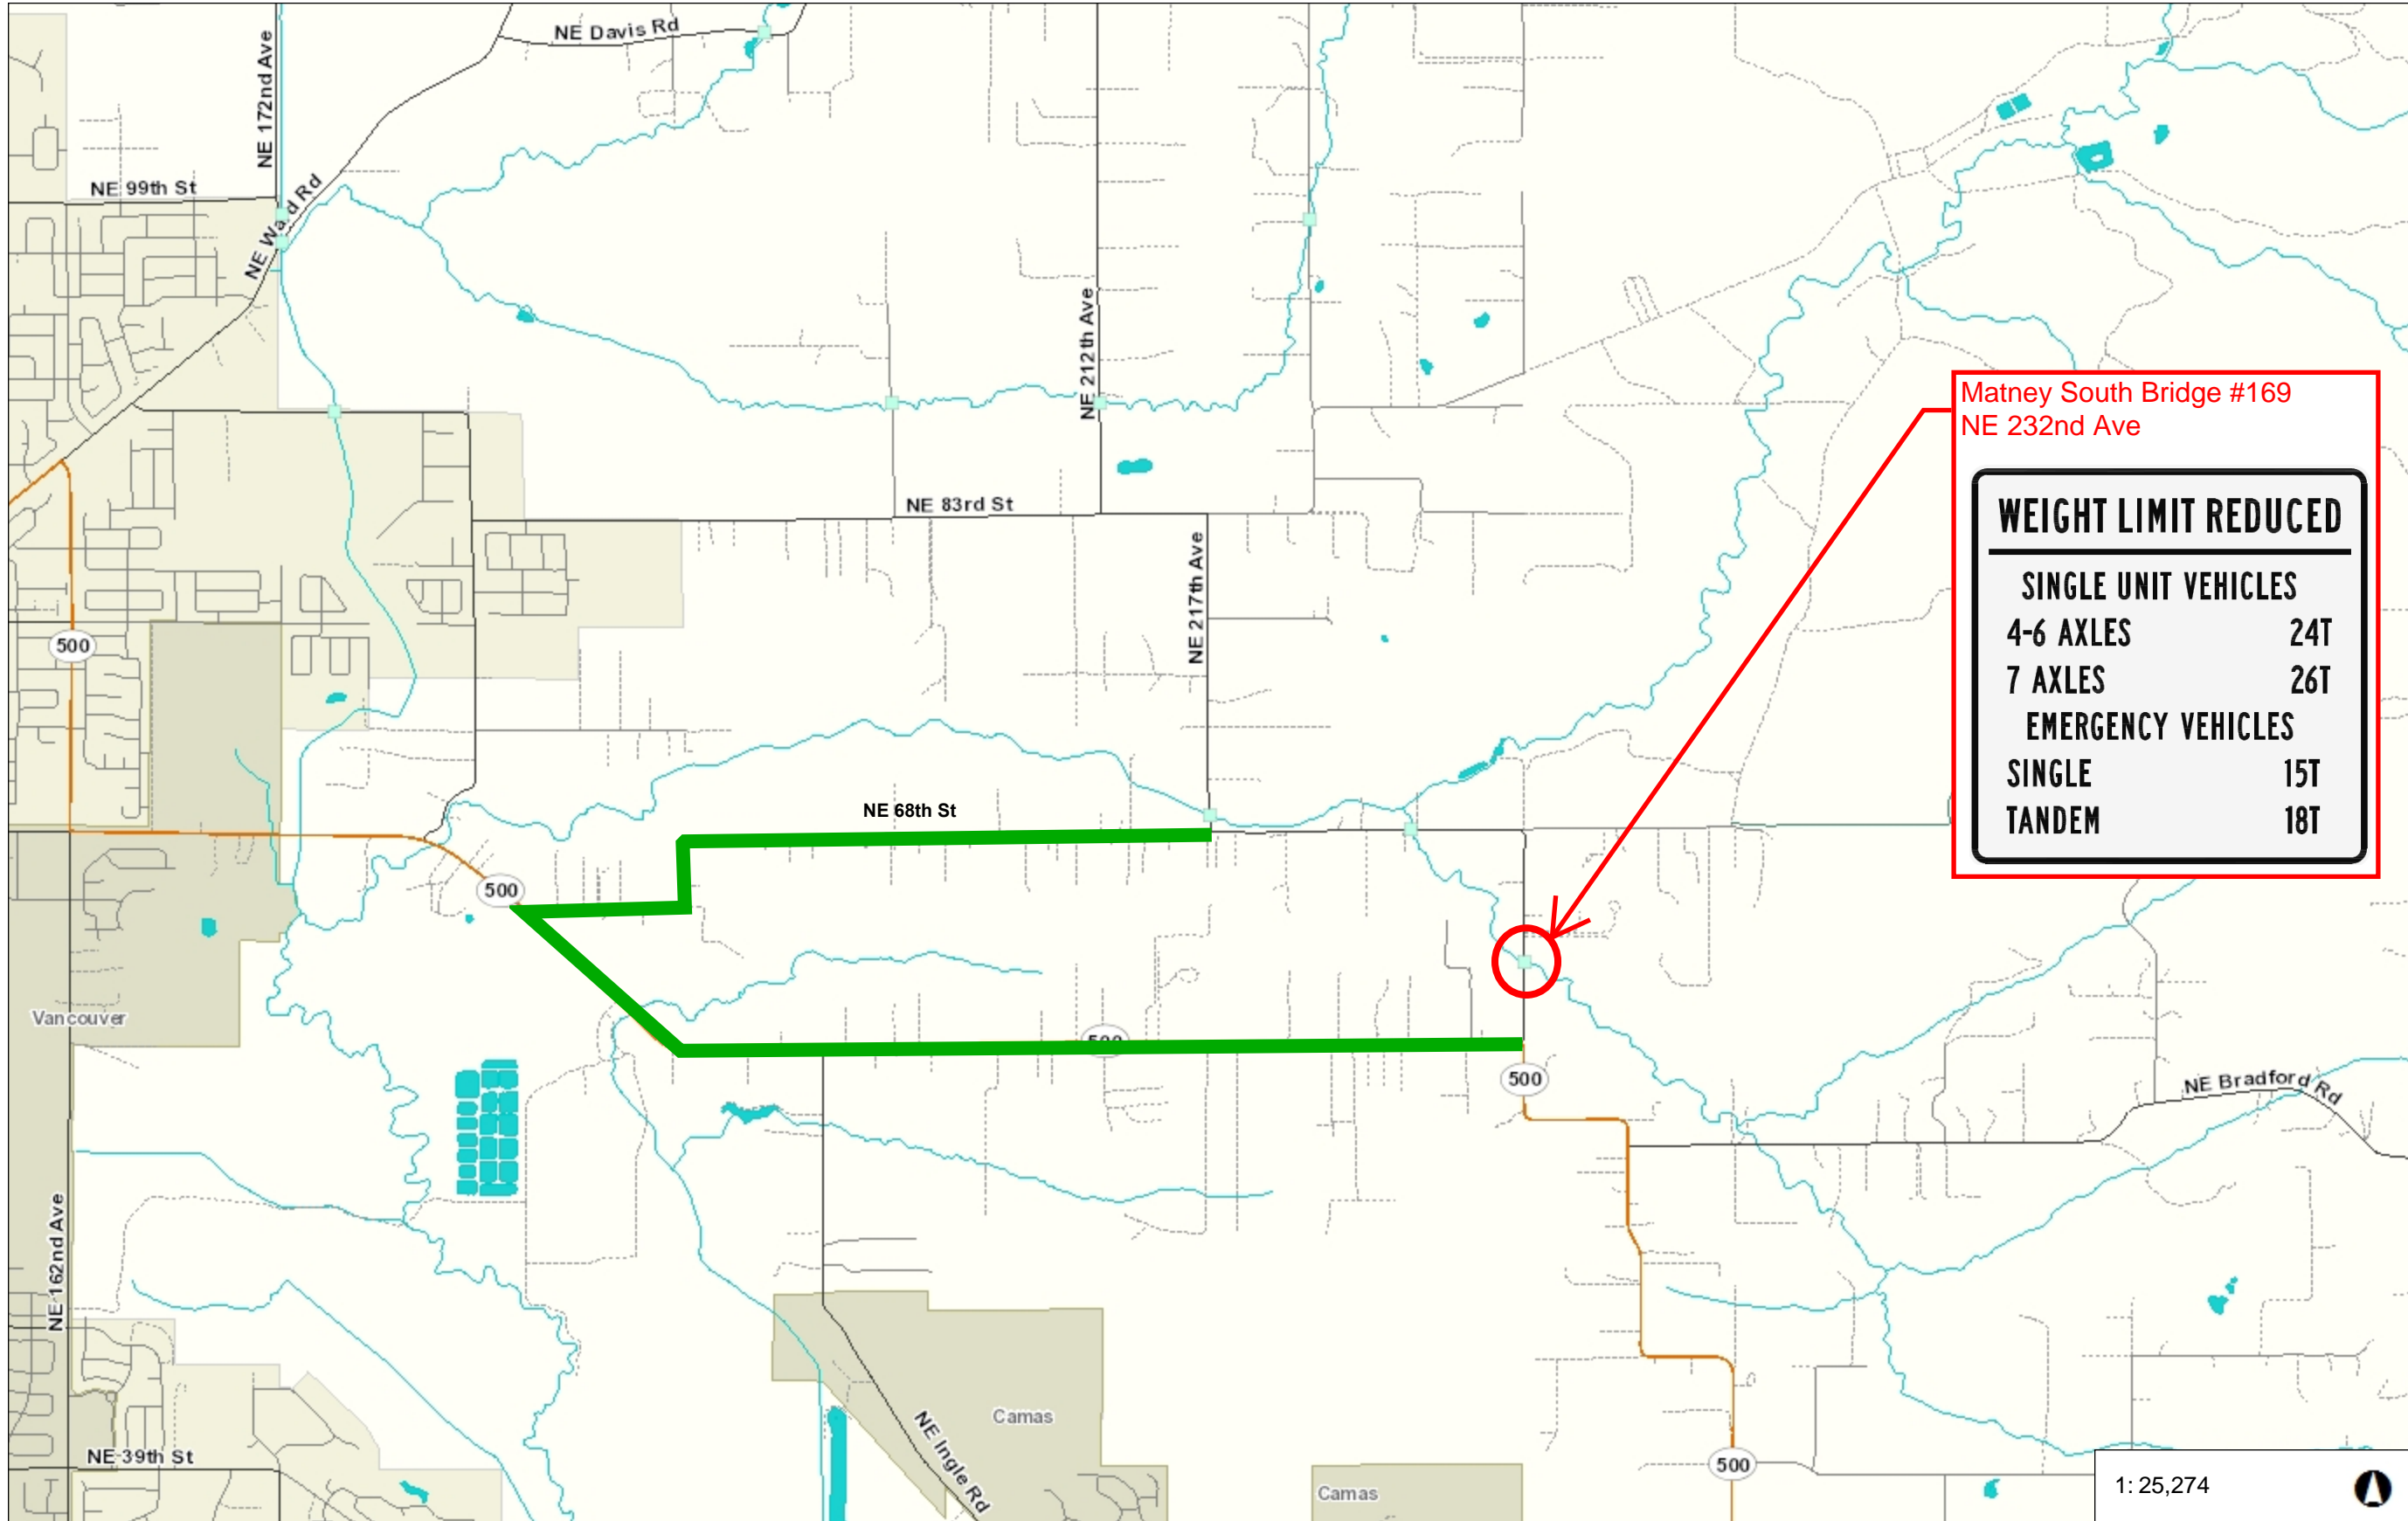 NE Davis Rd
NE 172nd Ave
NE 99th St
NE Ward Rd
NE 212th Ave
Matney South Bridge #169
NE 232nd Ave
WEIGHT LIMIT REDUCED
SINGLE UNIT VEHICLES
4-6 AXLES 24T
7 AXLES 26T
EMERGENCY VEHICLES
SINGLE 15T
TANDEM 18T
NE 83rd St
NE 217th Ave
500
NE 68th St
500
Vancouver
500
500
NE Bradford Rd
NE 162nd Ave
Camas
NE Ingle Rd
NE 39th St
500
Camas
1: 25,274